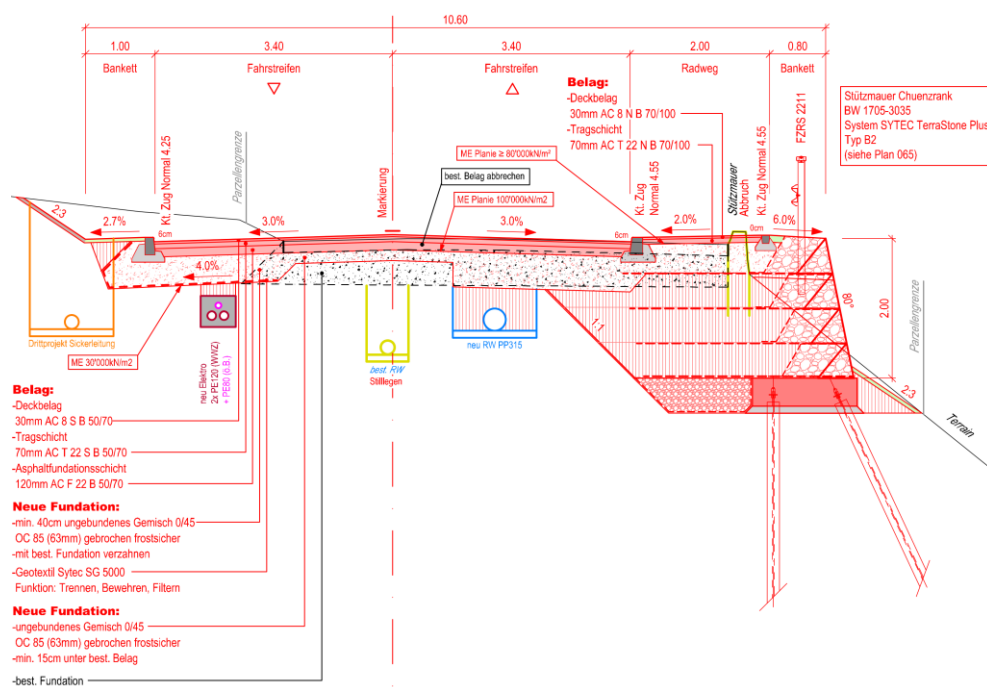 10.60
1.00
3.40
3.40
2.00
0.80
Bankett
Fahrstreifen
Fahrstreifen
Radweg
Bankett
Belag:
-Deckbelag
30mm AC 8 N B 70/100
-Tragschicht
70mm AC T 22 N B 70/100
Stützmauer Chuenzrank
BW 1705-3035
System SYTEC TerraStone Plus
Typ B2
(siehe Plan 065)
FZRS 2211
Kt. Zug Normal 4.25
Parzellengrenze
Markierung
ME Planie ≥ 80'000kN/m²
best. Belag abbrechen
ME Planie 100'000kN/m2
Kt. Zug
Normal 4.55
Stützmauer
Abbruch
Kt. Zug Normal 4.55
Parzellengrenze
2:3
2.7%
6cm
3.0%
3.0%
6cm
2.0%
0cm
6.0%
4.0%
80°
2.00
1:1
Drittprojekt Sickerleitung
ME 30'000kN/m2
neu Elektro
2x PE120 (WWZ)
+ PE80 (ö.B.)
best. RW
Stilllegen
neu RW PP315
2:3
Terrain
Belag:
-Deckbelag
30mm AC 8 S B 50/70
-Tragschicht
70mm AC T 22 S B 50/70
-Asphaltfundationsschicht
120mm AC F 22 B 50/70
Neue Fundation:
-min. 40cm ungebundenes Gemisch 0/45
OC 85 (63mm) gebrochen frostsicher
-mit best. Fundation verzahnen
-Geotextil Sytec SG 5000
Funktion: Trennen, Bewehren, Filtern
Neue Fundation:
-ungebundenes Gemisch 0/45
OC 85 (63mm) gebrochen frostsicher
-min. 15cm unter best. Belag
-best. Fundation